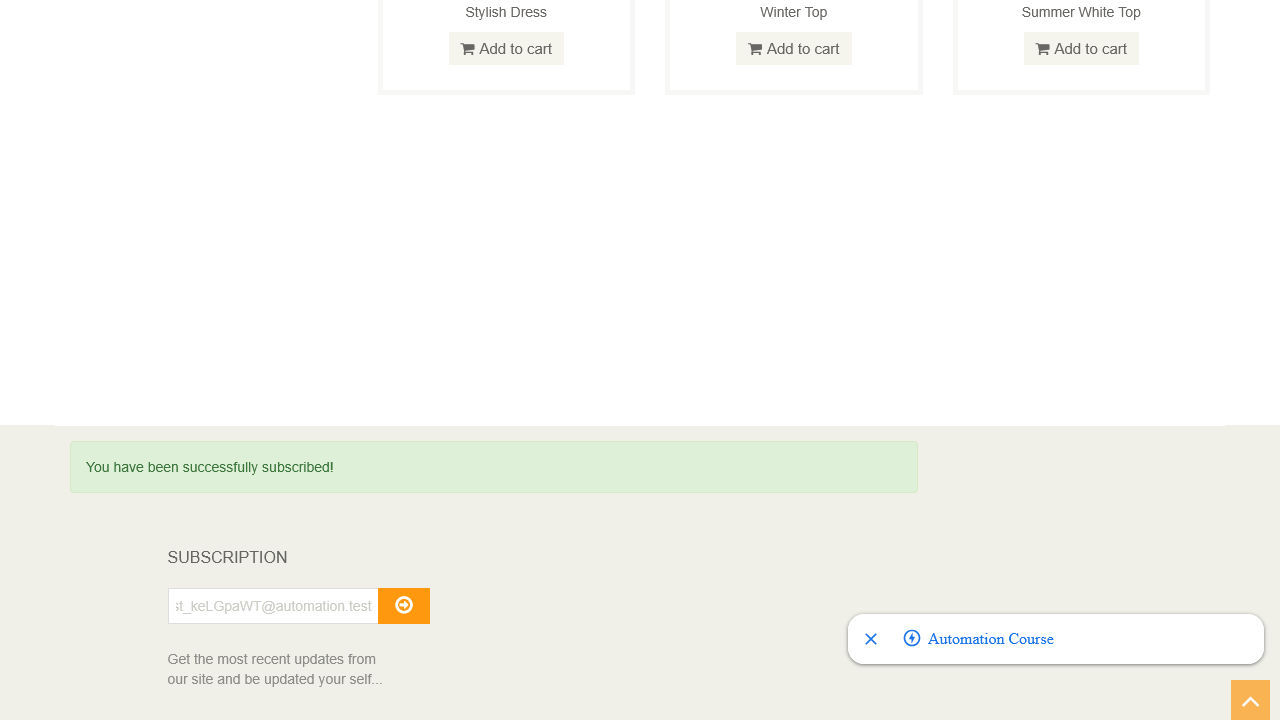 Stylish Dress
Winter Top
Summer White Top
Add to cart
Add to cart
Add to cart
You have been successfully subscribed!
SUBSCRIPTION
st_keLGpaWT@automation.test
Get the most recent updates from
our site and be updated your self...
Automation Course